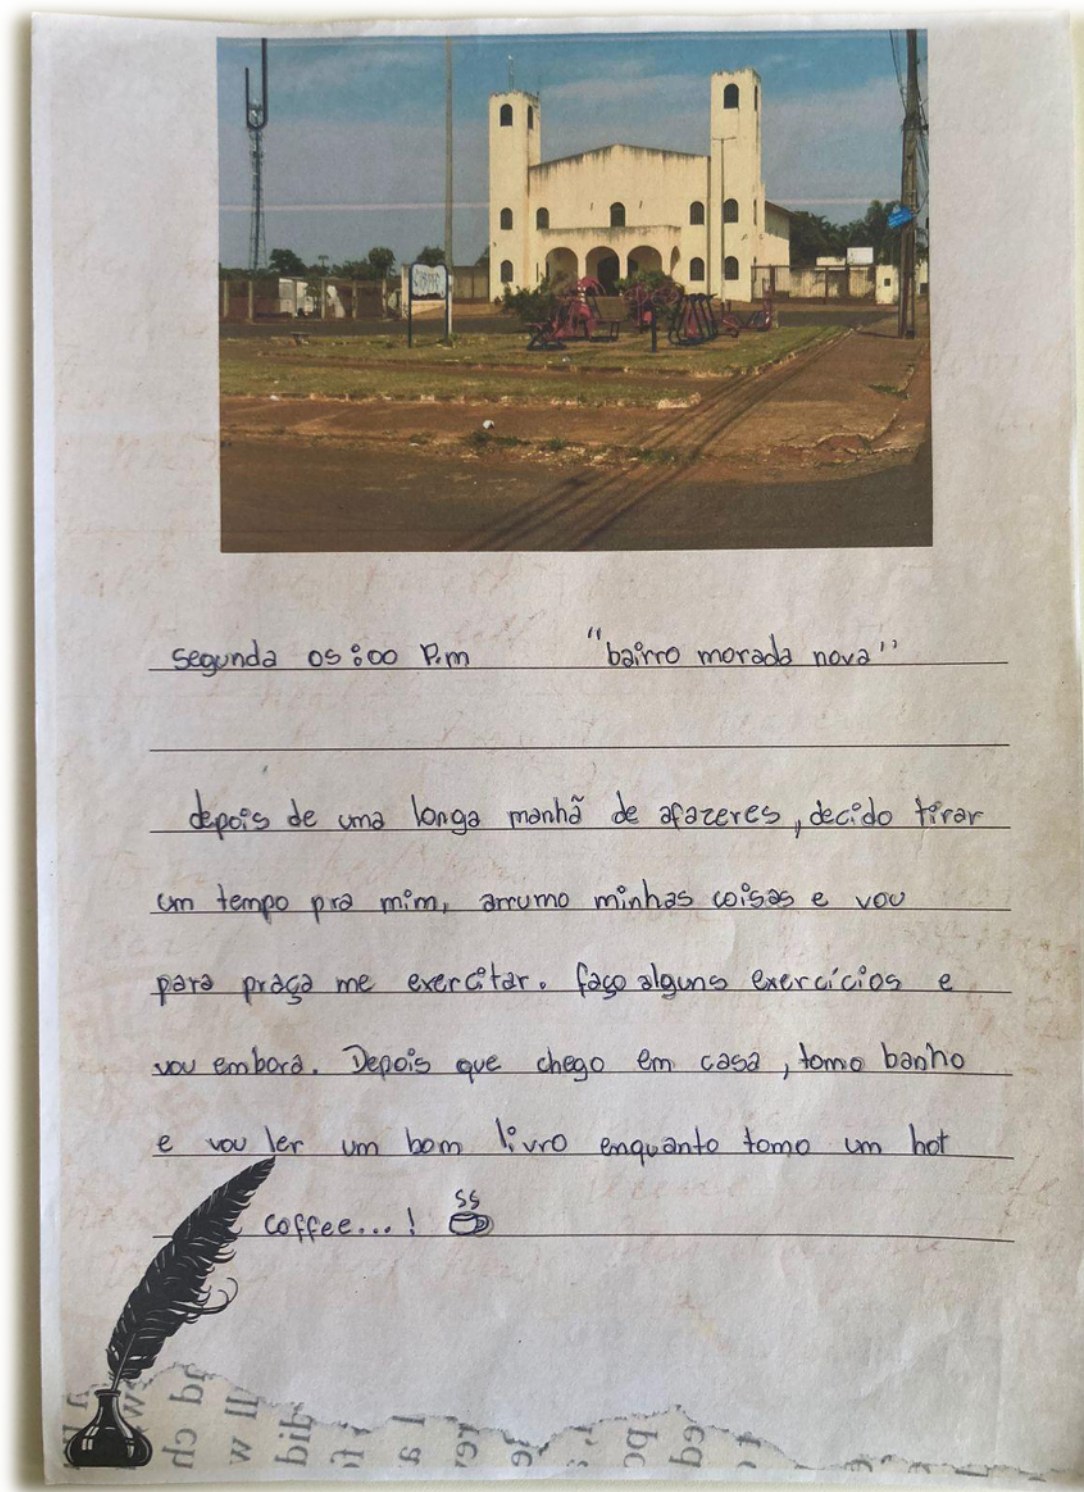 segunda 05:00 P.m "bairro morada nova"
depois de uma longa manhã de afazeres, decido tirar
um tempo pra mim, arrumo minhas coisas e vou
para praça me exercitar. faço alguns exercícios e
vou embora. Depois que chego em casa, tomo banho
e vou ler um bom livro enquanto tomo um hot
coffee...!